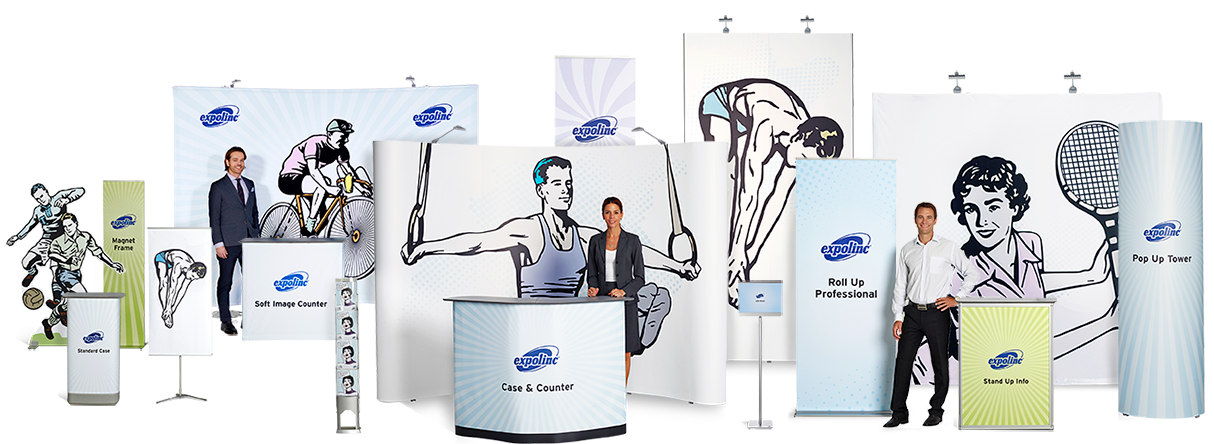 expolinc
expolinc
expolinc
expolinc
Magnet
Frame
expolinc
Soft Image Counter
expolinc
Standard Case
expolinc
Case & Counter
expolinc
Roll Up
Professional
expolinc
Stand Up Info
expolinc
Pop Up Tower